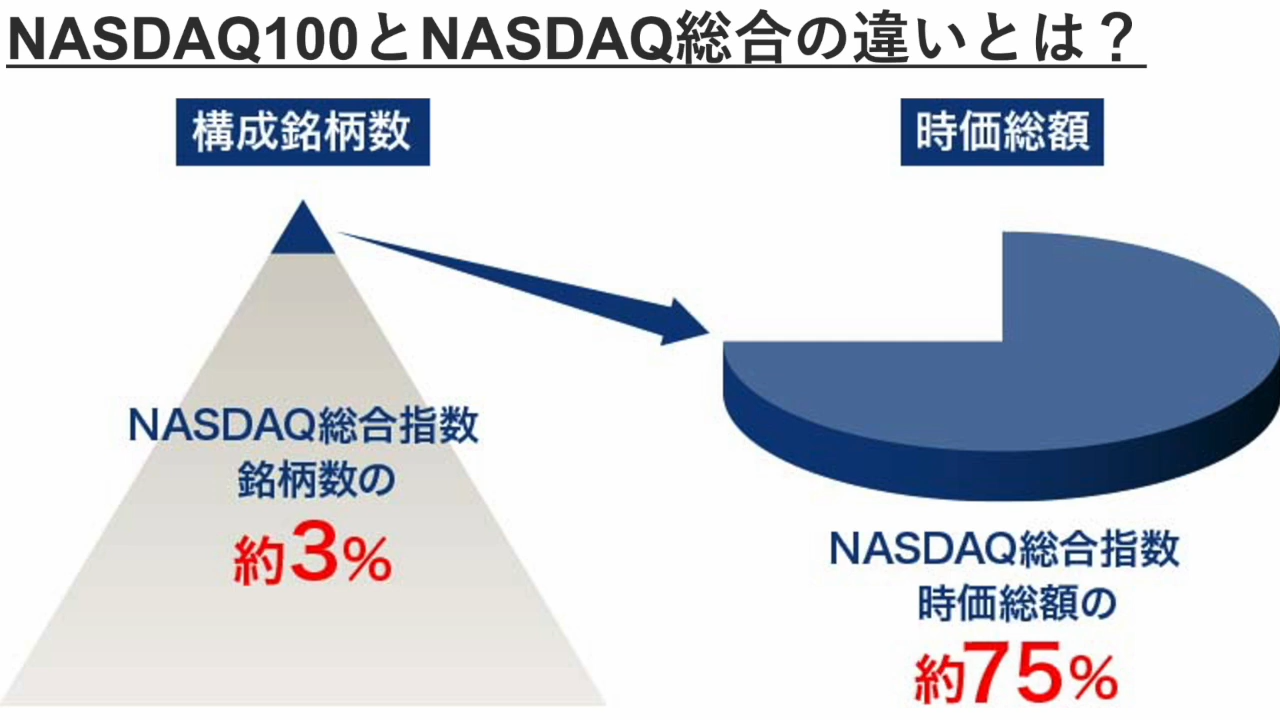 NASDAQ100とNASDAQ総合の違いとは？
構成銘柄数
NASDAQ総合指数
銘柄数の
約3%
時価総額
NASDAQ総合指数
時価総額の
約75%